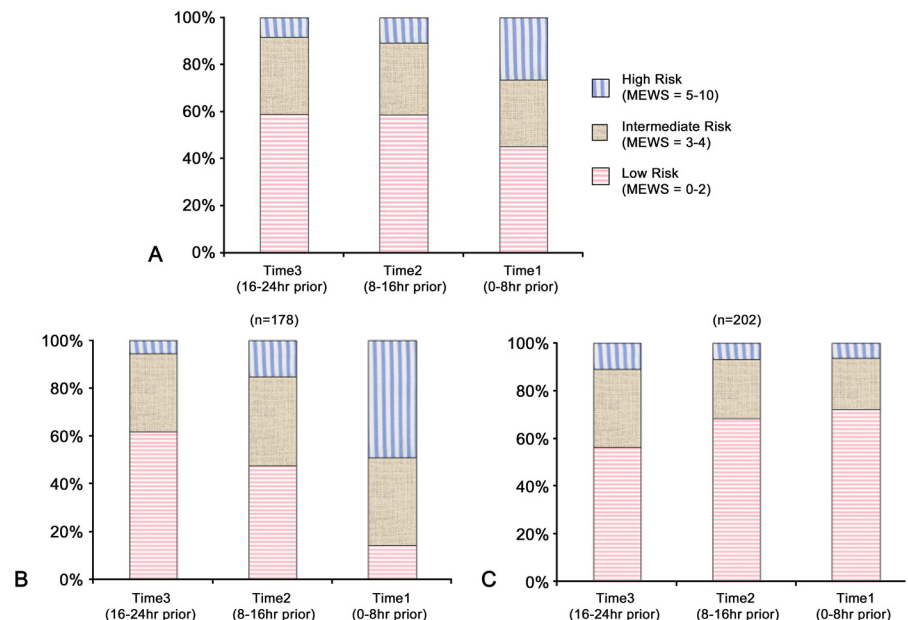 100%
80%
60%
40%
20%
0%
A
Time3
(16-24hr prior)
Time2
(8-16hr prior)
Time1
(0-8hr prior)
High Risk
(MEWS = 5-10)
Intermediate Risk
(MEWS = 3-4)
Low Risk
(MEWS = 0-2)
(n=178)
100%
80%
60%
40%
20%
0%
B
Time3
(16-24hr prior)
Time2
(8-16hr prior)
Time1
(0-8hr prior)
(n=202)
100%
80%
60%
40%
20%
0%
C
Time3
(16-24hr prior)
Time2
(8-16hr prior)
Time1
(0-8hr prior)